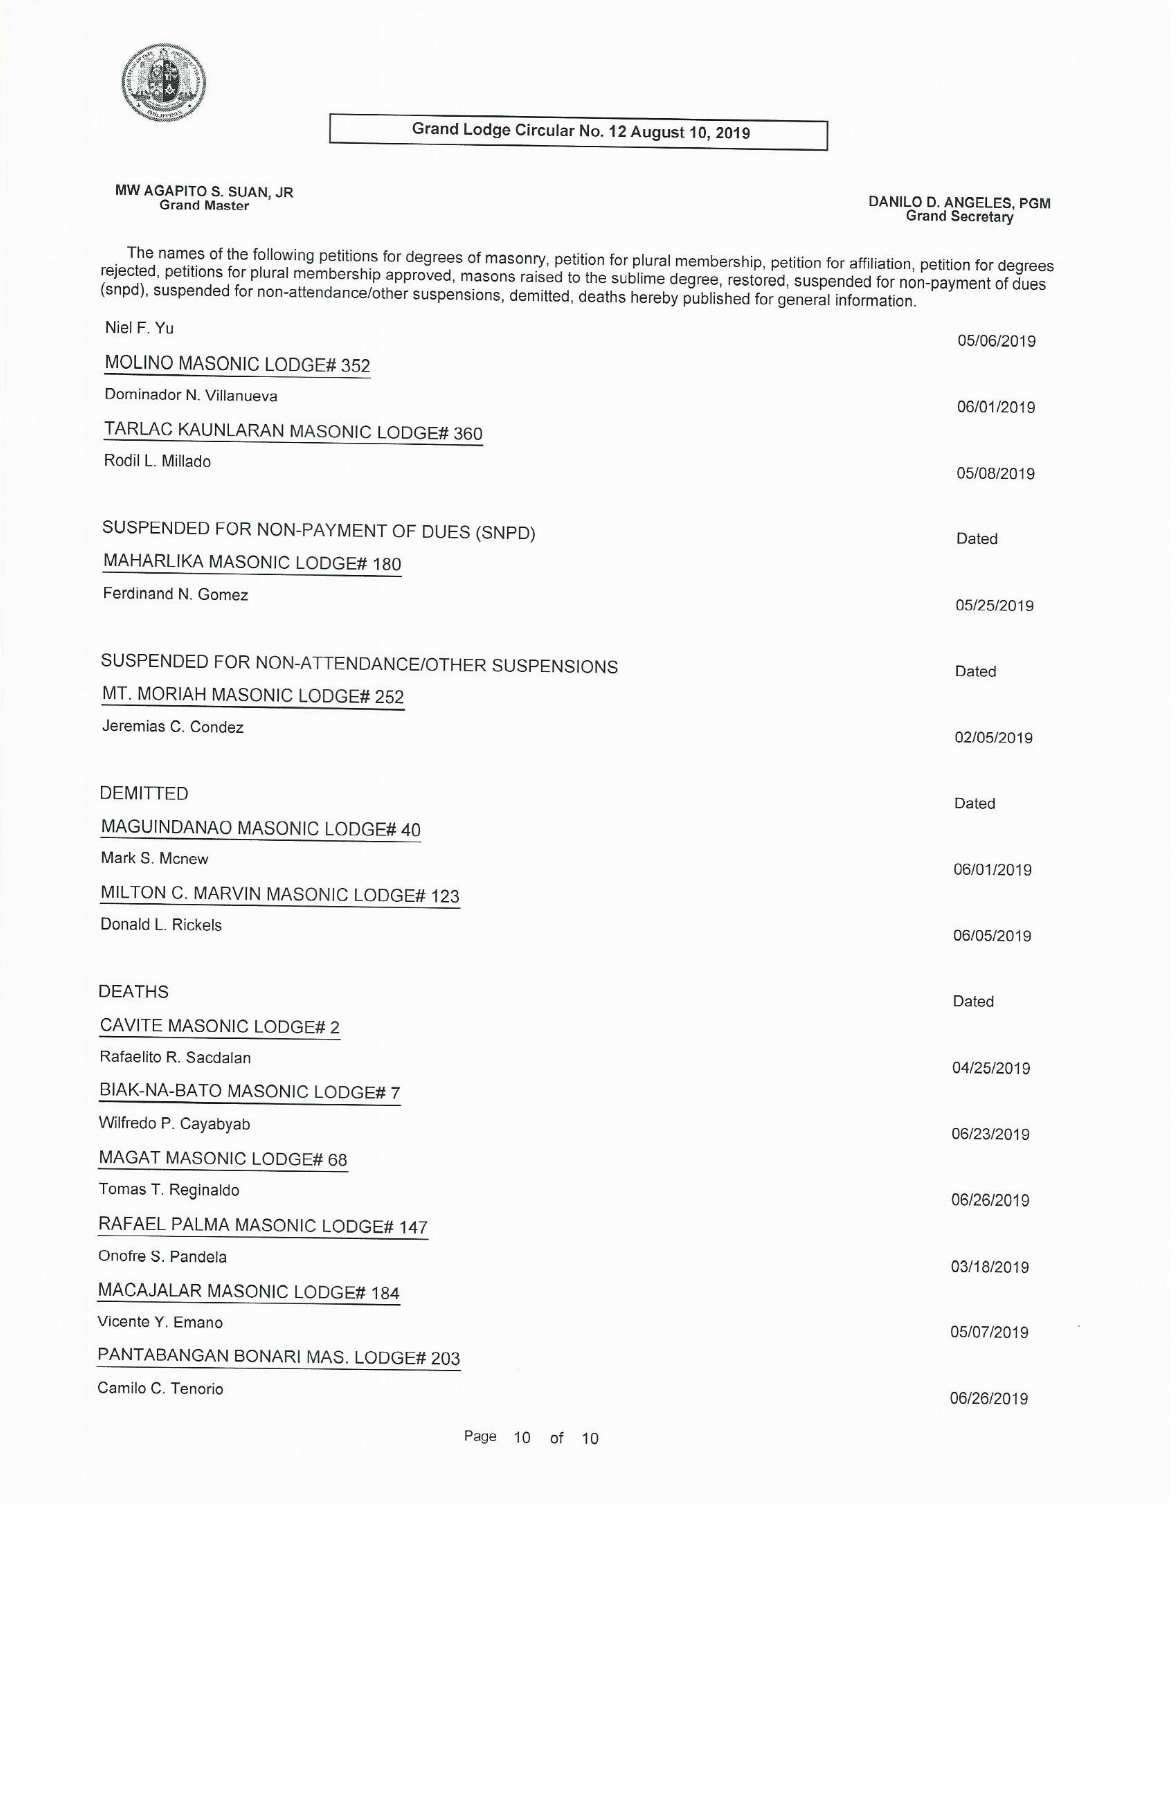 Grand Lodge Circular No. 12 August 10, 2019
MW AGAPITO S. SUAN, JR
Grand Master
DANILO D. ANGELES, PGM
Grand Secretary
The names of the following petitions for degrees of masonry, petition for plural membership, petition for affiliation, petition for degrees
rejected, petitions for plural membership approved, masons raised to the sublime degree, restored, suspended for non-payment of dues
(snpd), suspended for non-attendance/other suspensions, demitted, deaths hereby published for general information.
Niel F. Yu 05/06/2019
MOLINO MASONIC LODGE# 352
Dominador N. Villanueva 06/01/2019
TARLAC KAUNLARAN MASONIC LODGE# 360
Rodil L. Millado 05/08/2019
SUSPENDED FOR NON-PAYMENT OF DUES (SNPD) Dated
MAHARLIKA MASONIC LODGE# 180
Ferdinand N. Gomez 05/25/2019
SUSPENDED FOR NON-ATTENDANCE/OTHER SUSPENSIONS Dated
MT. MORIAH MASONIC LODGE# 252
Jeremias C. Condez 02/05/2019
DEMITTED Dated
MAGUINDANAO MASONIC LODGE# 40
Mark S. Mcnew 06/01/2019
MILTON C. MARVIN MASONIC LODGE# 123
Donald L. Rickels 06/05/2019
DEATHS Dated
CAVITE MASONIC LODGE# 2
Rafaelito R. Sacdalan 04/25/2019
BIAK-NA-BATO MASONIC LODGE# 7
Wilfredo P. Cayabyab 06/23/2019
MAGAT MASONIC LODGE# 68
Tomas T. Reginaldo 06/26/2019
RAFAEL PALMA MASONIC LODGE# 147
Onofre S. Pandela 03/18/2019
MACAJALAR MASONIC LODGE# 184
Vicente Y. Emano 05/07/2019
PANTABANGAN BONARI MAS. LODGE# 203
Camilo C. Tenorio 06/26/2019
Page 10 of 10